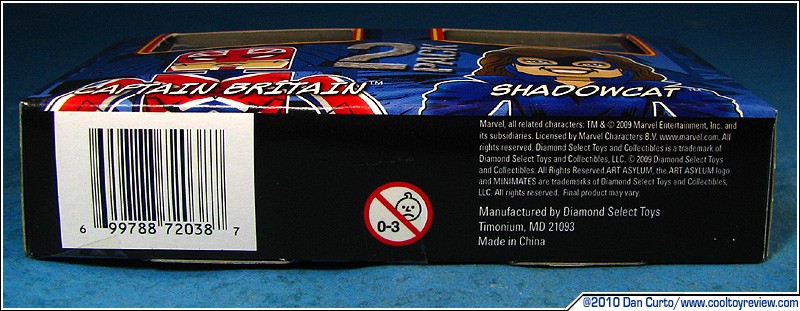 2
PACK
CAPTAIN BRITAIN™
SHADOWCAT™
Marvel, all related characters: TM & © 2009 Marvel Entertainment, Inc. and
its subsidiaries. Licensed by Marvel Characters B.V. www.marvel.com. All
rights reserved. Diamond Select Toys and Collectibles is a trademark of
Diamond Select Toys and Collectibles, LLC. © 2009 Diamond Select Toys
and Collectibles. All Rights Reserved. ART ASYLUM, the ART ASYLUM logo
and MINIMATES are trademarks of Diamond Select Toys and Collectibles,
LLC. All rights reserved. Final product may vary.
Manufactured by Diamond Select Toys
Timonium, MD 21093
Made in China
0-3
6 99788 72038 7
©2010 Dan Curto/www.cooltoyreview.com